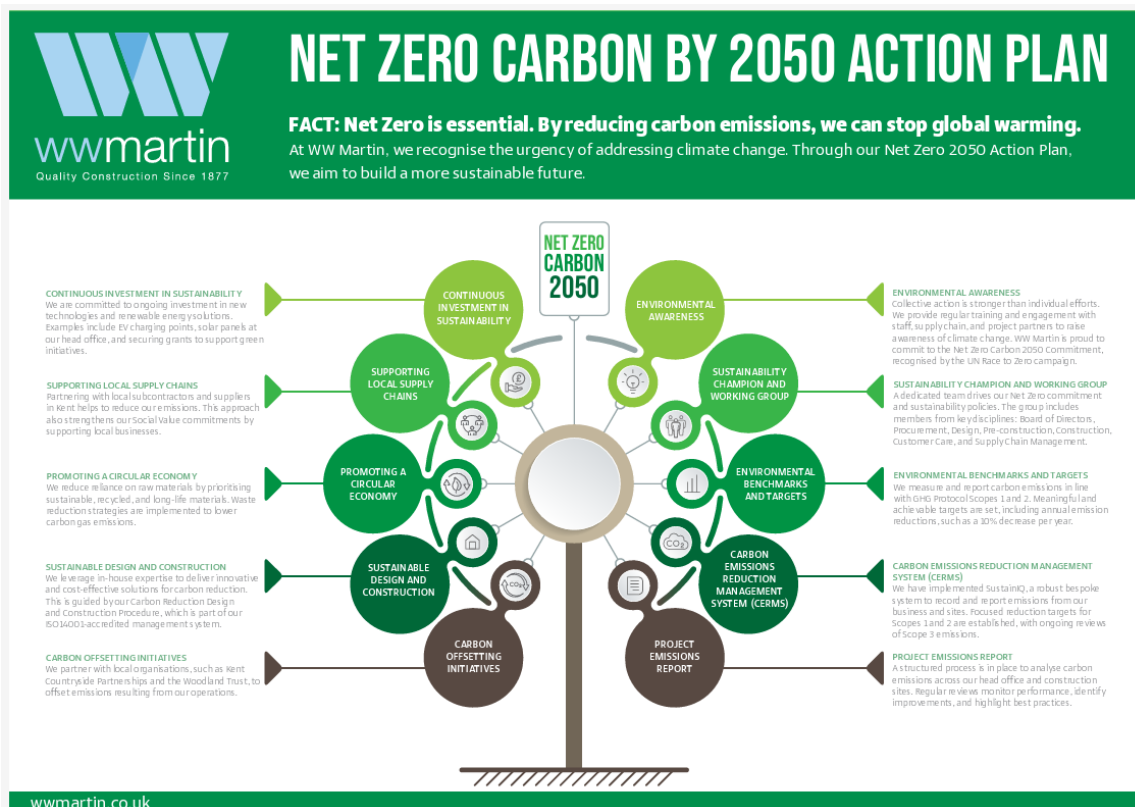 wwmartin
Quality Construction Since 1877
NET ZERO CARBON BY 2050 ACTION PLAN
FACT: Net Zero is essential. By reducing carbon emissions, we can stop global warming.
At WW Martin, we recognise the urgency of addressing climate change. Through our Net Zero 2050 Action Plan,
we aim to build a more sustainable future.
NET ZERO
CARBON
2050
CONTINUOUS INVESTMENT IN SUSTAINABILITY
We are committed to ongoing investment in new
technologies and renewable energy solutions.
Examples include EV charging points, solar panels at
our head office, and securing grants to support green
initiatives.
SUPPORTING LOCAL SUPPLY CHAINS
Partnering with local subcontractors and suppliers
in Kent helps to reduce our emissions. This approach
also strengthens our Social Value commitments by
supporting local businesses.
PROMOTING A CIRCULAR ECONOMY
We reduce reliance on raw materials by prioritising
sustainable, recycled, and long-life materials. Waste
reduction strategies are implemented to lower
carbon gas emissions.
SUSTAINABLE DESIGN AND CONSTRUCTION
We leverage in-house expertise to deliver innovative
and cost-effective solutions for carbon reduction.
This is guided by our Carbon Reduction Design
and Construction Procedure, which is part of our
ISO14001-accredited management system.
CARBON OFFSETTING INITIATIVES
We partner with local organisations, such as Kent
Countryside Partnerships and the Woodland Trust, to
offset emissions resulting from our operations.
CONTINUOUS
INVESTMENT IN
SUSTAINABILITY
SUPPORTING
LOCAL SUPPLY
CHAINS
PROMOTING A
CIRCULAR
ECONOMY
SUSTAINABLE
DESIGN AND
CONSTRUCTION
CO2
CARBON
OFFSETTING
INITIATIVES
ENVIRONMENTAL
AWARENESS
SUSTAINABILITY
CHAMPION AND
WORKING GROUP
ENVIRONMENTAL
BENCHMARKS
AND TARGETS
CO2
CARBON
EMISSIONS
REDUCTION
MANAGEMENT
SYSTEM (CERMS)
PROJECT
EMISSIONS
REPORT
ENVIRONMENTAL AWARENESS
Collective action is stronger than individual efforts.
We provide regular training and engagement with
staff, supply chain, and project partners to raise
awareness of climate change. WW Martin is proud to
commit to the Net Zero Carbon 2050 Commitment,
recognised by the UN Race to Zero campaign.
SUSTAINABILITY CHAMPION AND WORKING GROUP
A dedicated team drives our Net Zero commitment
and sustainability policies. The group includes
members from key disciplines: Board of Directors,
Procurement, Design, Pre-construction, Construction,
Customer Care, and Supply Chain Management.
ENVIRONMENTAL BENCHMARKS AND TARGETS
We measure and report carbon emissions in line
with GHG Protocol Scopes 1 and 2. Meaningful and
achievable targets are set, including annual emission
reductions, such as a 10% decrease per year.
CARBON EMISSIONS REDUCTION MANAGEMENT
SYSTEM (CERMS)
We have implemented SustainIQ, a robust bespoke
system to record and report emissions from our
business and sites. Focused reduction targets for
Scopes 1 and 2 are established, with ongoing reviews
of Scope 3 emissions.
PROJECT EMISSIONS REPORT
A structured process is in place to analyse carbon
emissions across our head office and construction
sites. Regular reviews monitor performance, identify
improvements, and highlight best practices.
wwmartin.co.uk